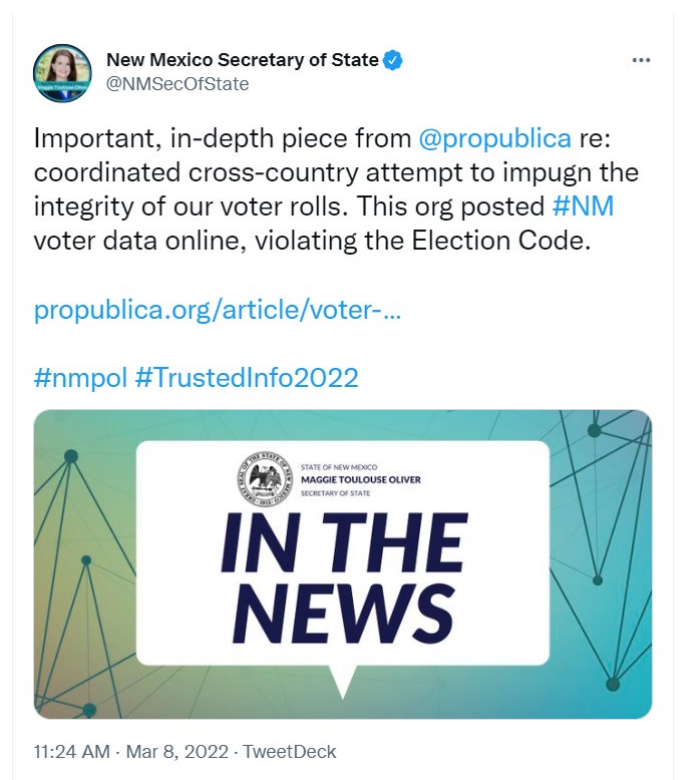 New Mexico Secretary of State
@NMSecOfState
Important, in-depth piece from @propublica re:
coordinated cross-country attempt to impugn the
integrity of our voter rolls. This org posted #NM
voter data online, violating the Election Code.
propublica.org/article/voter-...
#nmpol #TrustedInfo2022
STATE OF NEW MEXICO
MAGGIE TOULOUSE OLIVER
SECRETARY OF STATE
IN THE
NEWS
11:24 AM · Mar 8, 2022 · TweetDeck